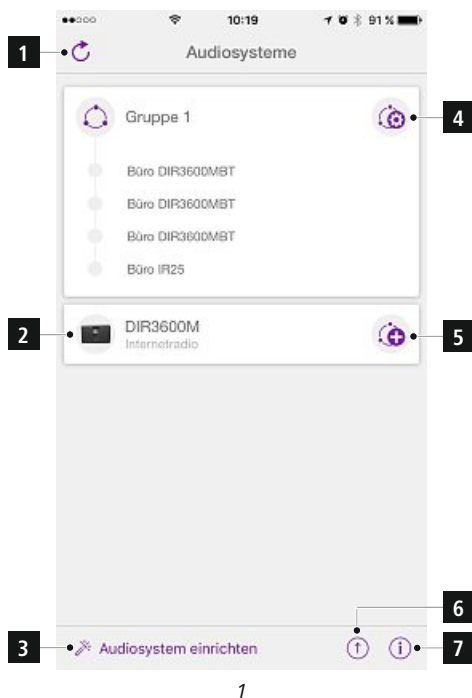 10:19 91 %
1 Audiosysteme
Gruppe 1 4
Büro DIR3600MBT
Büro DIR3600MBT
Büro DIR3600MBT
Büro IR25
2 DIR3600M 5
Internetradio
6
3 Audiosystem einrichten 7
1